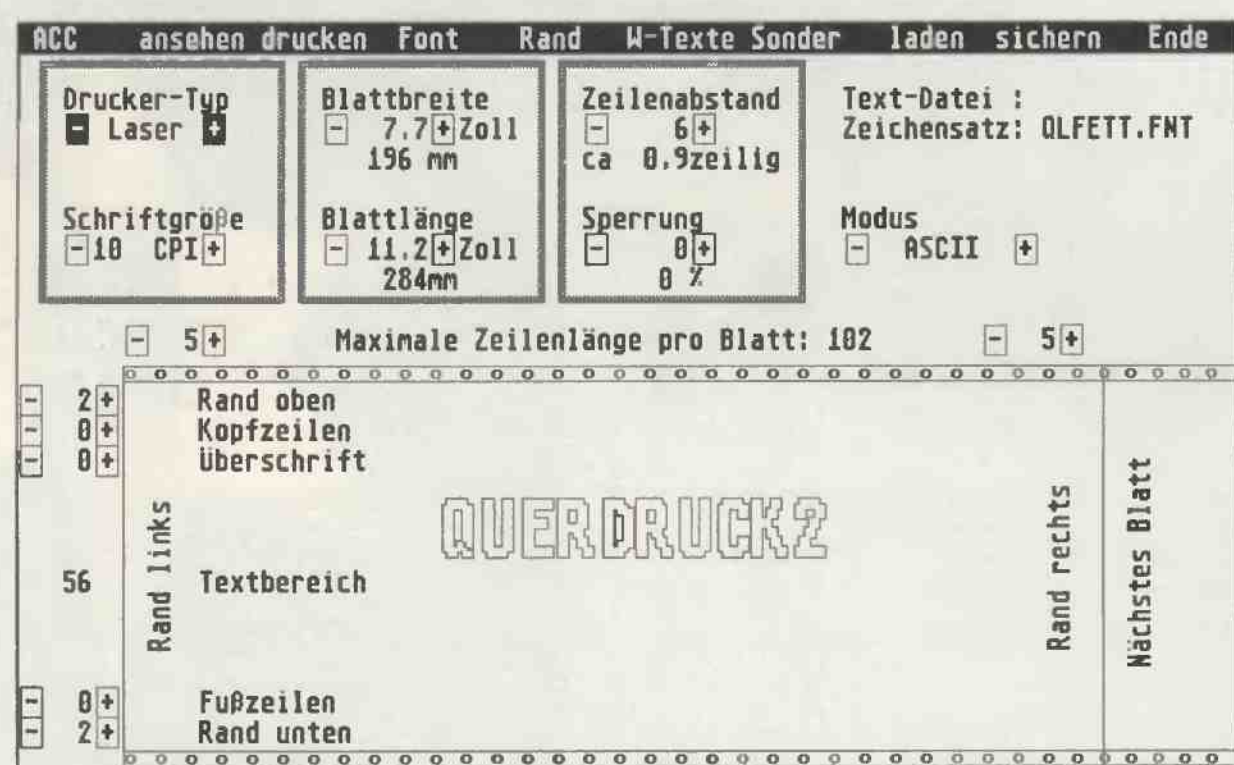 ACC ansehen drucken Font Rand W-Texte Sonder laden sichern Ende
Drucker-Typ Blattbreite Zeilenabstand Text-Datei :
- Laser + - 7.7+Zoll - 6+ Zeichensatz: QLFETT.FNT
196 mm ca 0.9zeilig
Schriftgröße Blattlänge Sperrung Modus
-10 CPI+ - 11.2+Zoll - 0+ - ASCII +
284mm 0 %
- 5+ Maximale Zeilenlänge pro Blatt: 102 - 5+
- 2+ Rand oben
- 0+ Kopfzeilen
- 0+ Überschrift
QUERDRUCK2
Rand links
56 Textbereich
Rand rechts
Nächstes Blatt
- 0+ Fußzeilen
- 2+ Rand unten